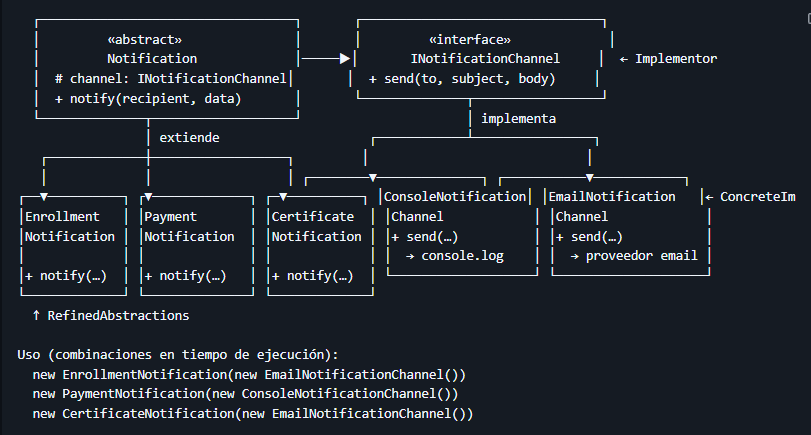 «abstract» «interface»
Notification INotificationChannel ← Implementor
# channel: INotificationChannel + send(to, subject, body)
+ notify(recipient, data)
extiende implementa
Enrollment Payment Certificate ConsoleNotification EmailNotification ← ConcreteIm
Notification Notification Notification Channel Channel
+ send(…) + send(…)
+ notify(…) + notify(…) + notify(…) → console.log → proveedor email
↑ RefinedAbstractions
Uso (combinaciones en tiempo de ejecución):
new EnrollmentNotification(new EmailNotificationChannel())
new PaymentNotification(new ConsoleNotificationChannel())
new CertificateNotification(new EmailNotificationChannel())